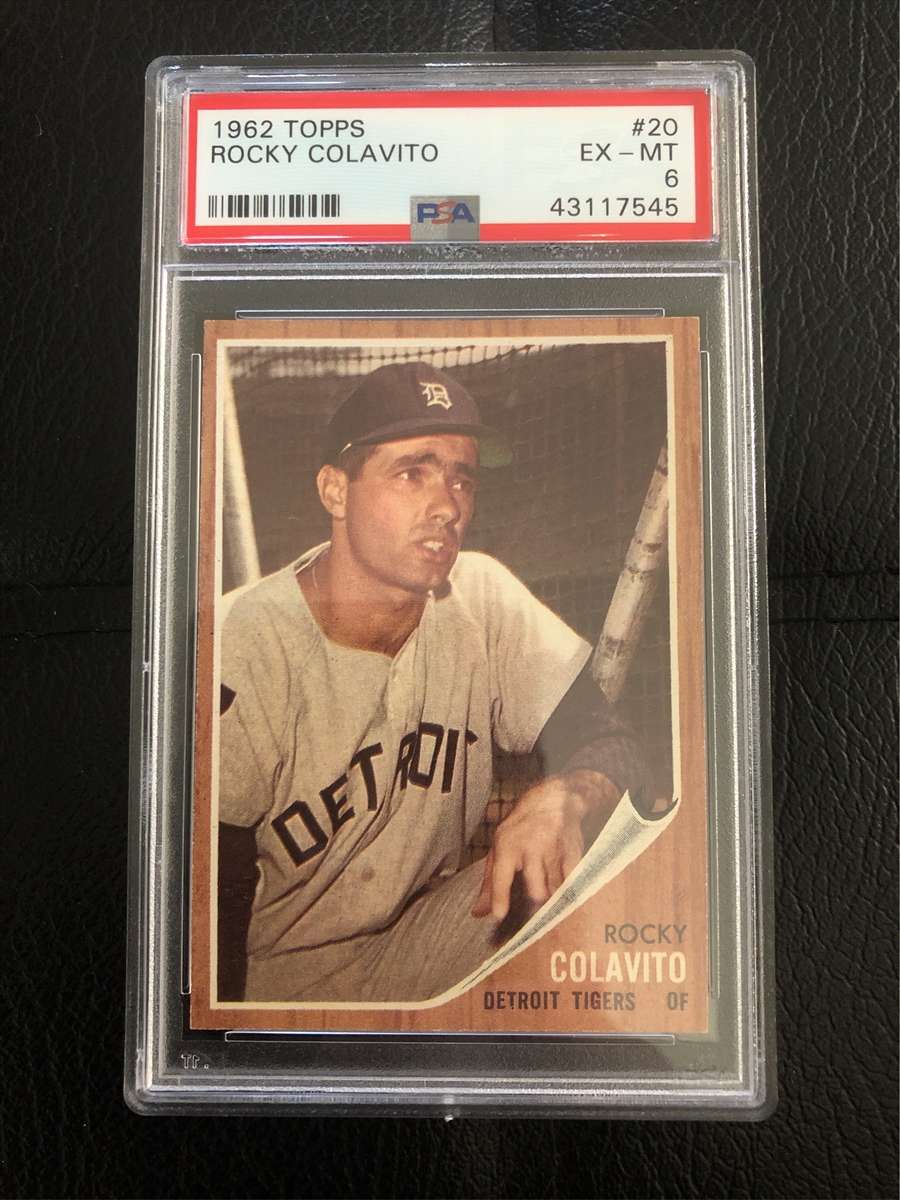 1962 TOPPS #20
ROCKY COLAVITO EX – MT
6
PSA 43117545
D
DETROIT
ROCKY
COLAVITO
DETROIT TIGERS OF